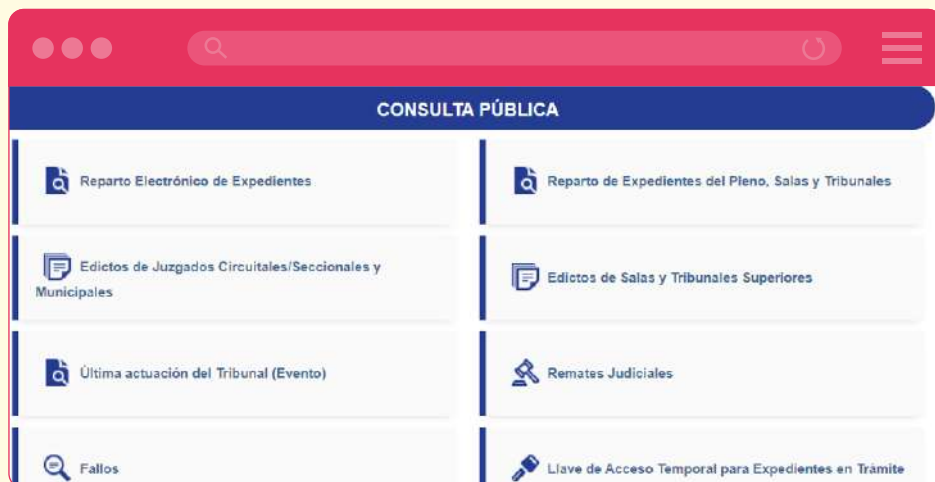 CONSULTA PÚBLICA
Reparto Electrónico de Expedientes
Reparto de Expedientes del Pleno, Salas y Tribunales
Edictos de Juzgados Circuitales/Seccionales y
Municipales
Edictos de Salas y Tribunales Superiores
Última actuación del Tribunal (Evento)
Remates Judiciales
Fallos
Llave de Acceso Temporal para Expedientes en Trámite